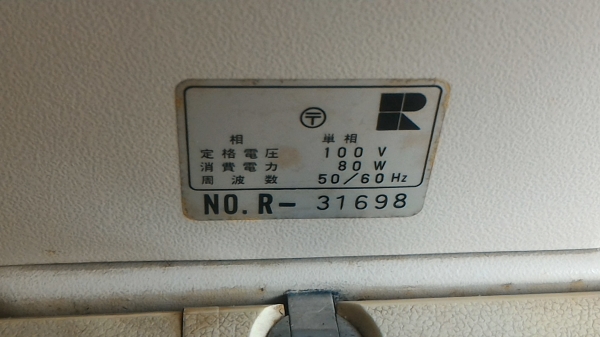 〶
R
相 単相
定格電圧 100 V
消費電力 80 W
周波数 50/60 Hz
NO. R- 31698